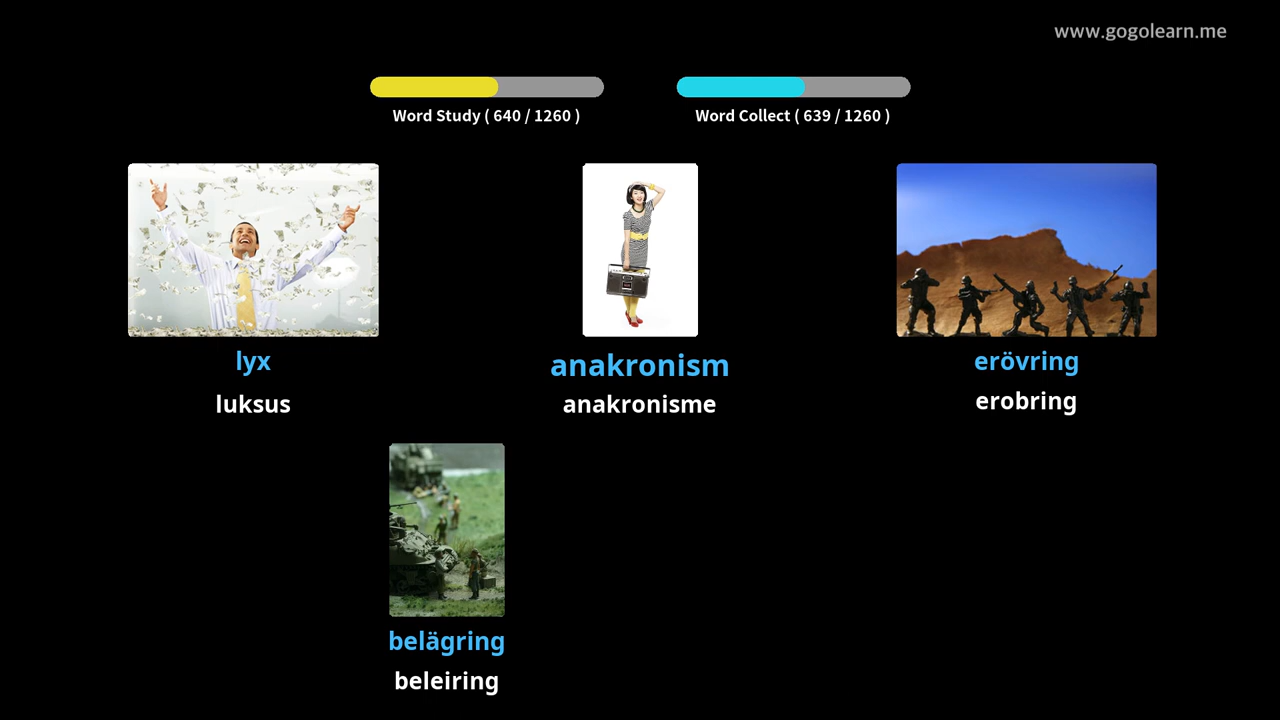 www.gogolearn.me
Word Study ( 640 / 1260 )
Word Collect ( 639 / 1260 )
lyx
luksus
anakronism
anakronisme
erövring
erobring
belägring
beleiring